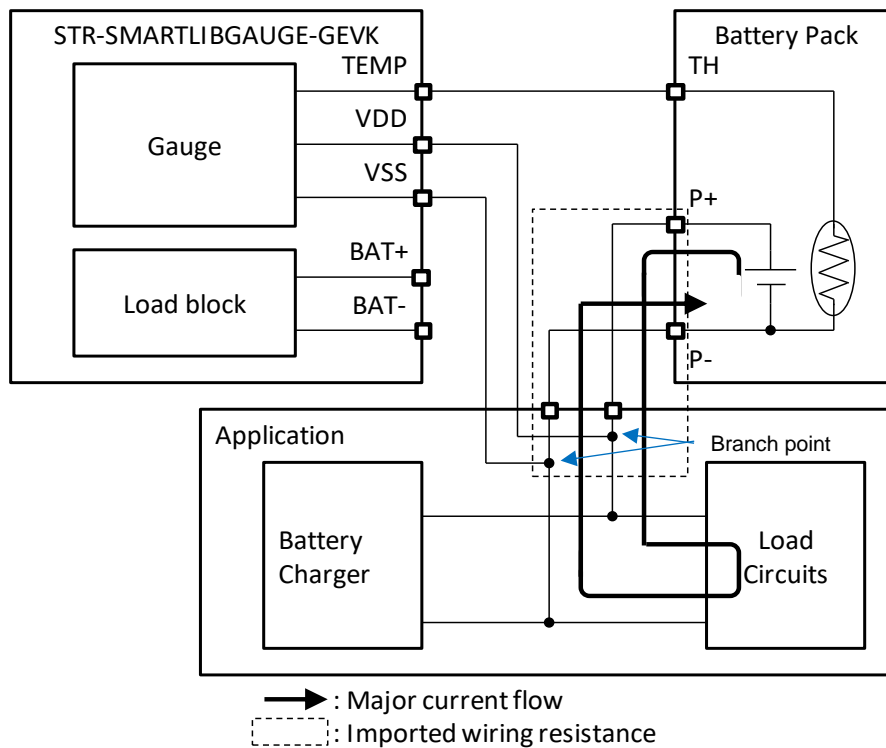 STR-SMARTLIBGAUGE-GEVK
Battery Pack
TEMP
TH
VDD
Gauge
VSS
P+
BAT+
Load block
BAT-
P-
Application
Branch point
Battery
Charger
Load
Circuits
: Major current flow
: Imported wiring resistance